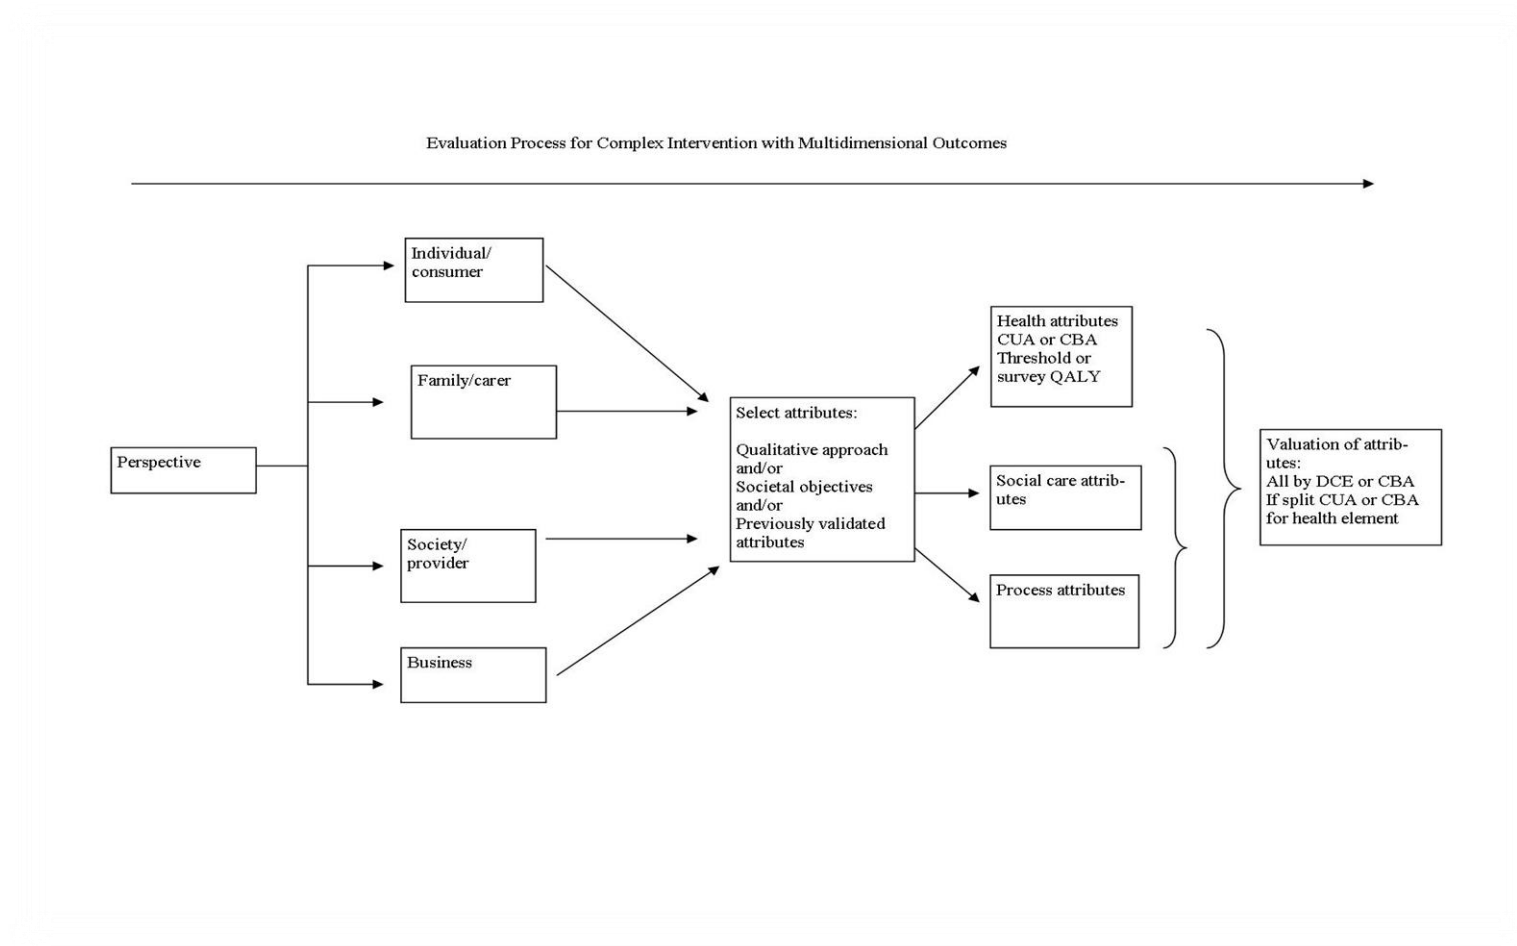 Evaluation Process for Complex Intervention with Multidimensional Outcomes
Perspective
Individual/
consumer
Family/carer
Society/
provider
Business
Select attributes:
Qualitative approach
and/or
Societal objectives
and/or
Previously validated
attributes
Health attributes
CUA or CBA
Threshold or
survey QALY
Social care attrib-
utes
Process attributes
Valuation of attrib-
utes:
All by DCE or CBA
If split CUA or CBA
for health element